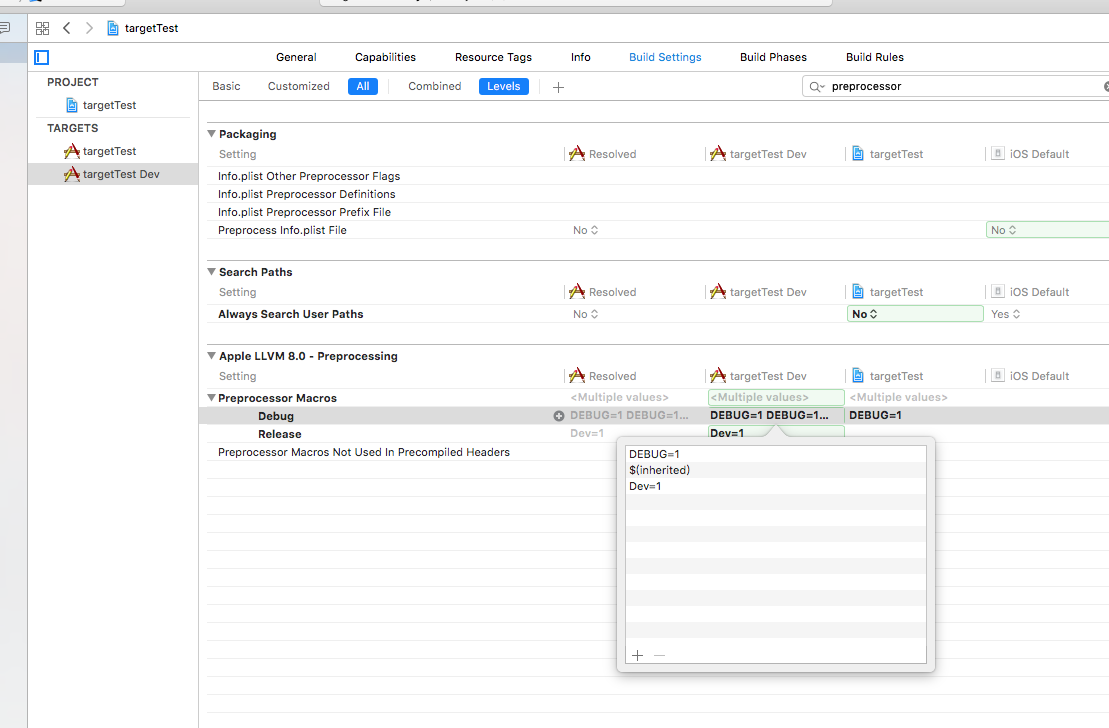 targetTest
General Capabilities Resource Tags Info Build Settings Build Phases Build Rules
PROJECT
targetTest
TARGETS
targetTest
targetTest Dev
Basic Customized All Combined Levels + preprocessor
Packaging
Setting Resolved targetTest Dev targetTest iOS Default
Info.plist Other Preprocessor Flags
Info.plist Preprocessor Definitions
Info.plist Preprocessor Prefix File
Preprocess Info.plist File No No
Search Paths
Setting Resolved targetTest Dev targetTest iOS Default
Always Search User Paths No No Yes
Apple LLVM 8.0 - Preprocessing
Setting Resolved targetTest Dev targetTest iOS Default
Preprocessor Macros <Multiple values> <Multiple values> <Multiple values>
Debug DEBUG=1 DEBUG=1... DEBUG=1 DEBUG=1... DEBUG=1
Release Dev=1 Dev=1
Preprocessor Macros Not Used In Precompiled Headers
DEBUG=1
$(inherited)
Dev=1
+ −